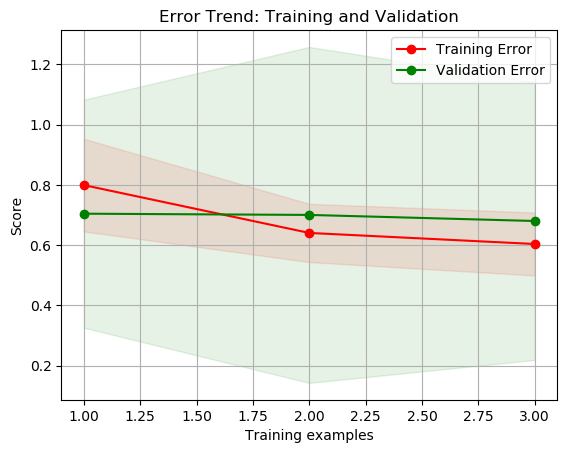 Error Trend: Training and Validation
Training Error
Validation Error
Score
1.2
1.0
0.8
0.6
0.4
0.2
1.00 1.25 1.50 1.75 2.00 2.25 2.50 2.75 3.00
Training examples